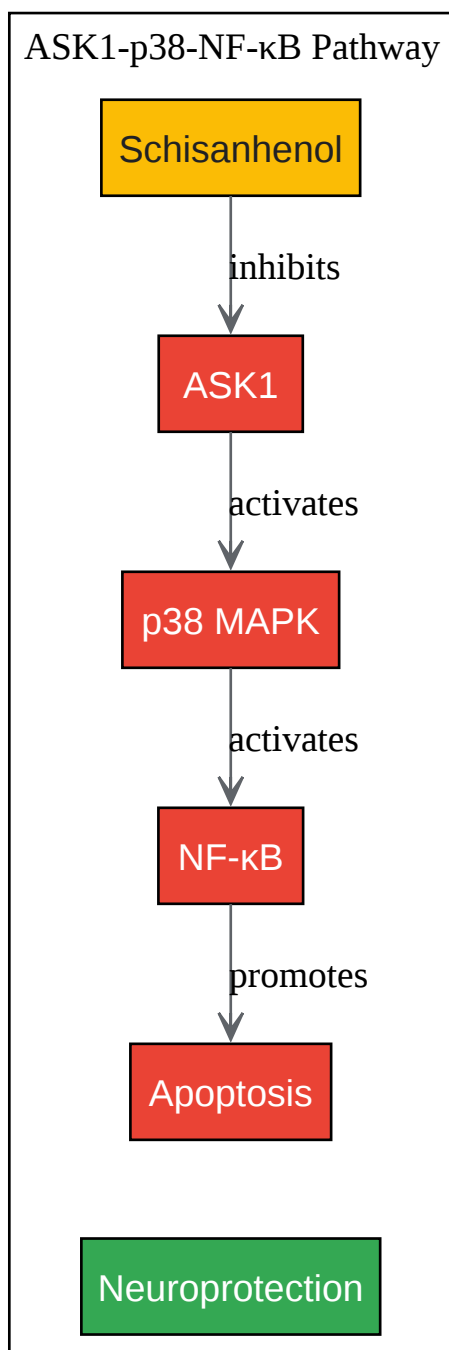 ASK1-p38-NF-κB Pathway
Schisanhenol
inhibits
ASK1
activates
p38 MAPK
activates
NF-κB
promotes
Apoptosis
Neuroprotection